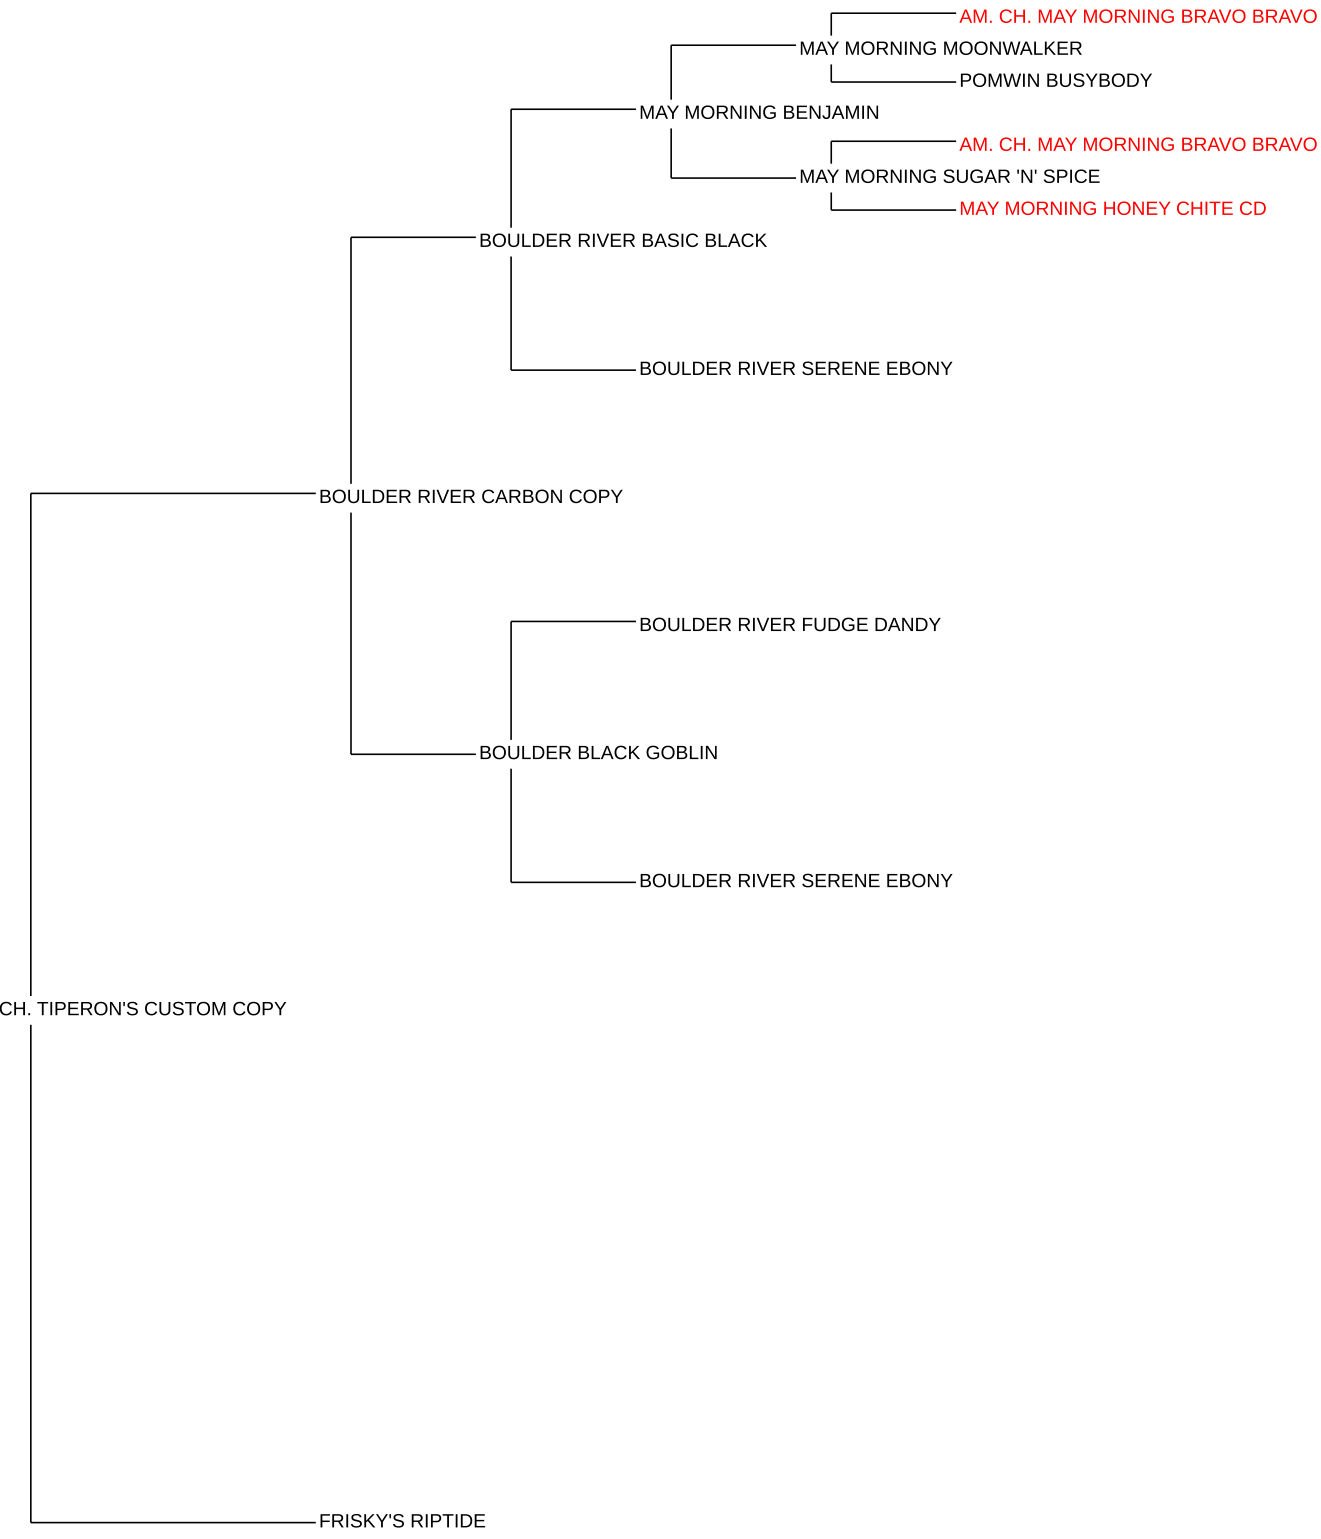 AM. CH. MAY MORNING BRAVO BRAVO
MAY MORNING MOONWALKER
POMWIN BUSYBODY
MAY MORNING BENJAMIN
AM. CH. MAY MORNING BRAVO BRAVO
MAY MORNING SUGAR 'N' SPICE
MAY MORNING HONEY CHITE CD
BOULDER RIVER BASIC BLACK
BOULDER RIVER SERENE EBONY
BOULDER RIVER CARBON COPY
BOULDER RIVER FUDGE DANDY
BOULDER BLACK GOBLIN
BOULDER RIVER SERENE EBONY
CH. TIPERON'S CUSTOM COPY
FRISKY'S RIPTIDE